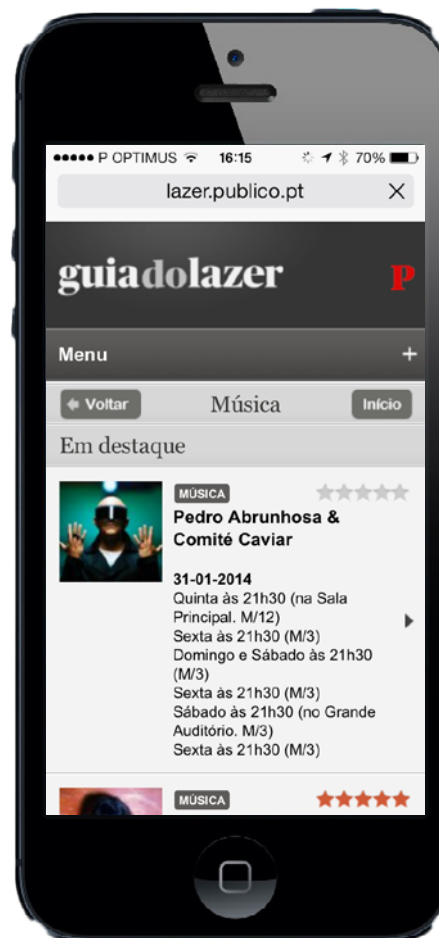 P OPTIMUS 16:15 70%
lazer.publico.pt
guiadolazer P
Menu +
Voltar Música Início
Em destaque
MÚSICA
Pedro Abrunhosa &
Comité Caviar
31-01-2014
Quinta às 21h30 (na Sala
Principal. M/12)
Sexta às 21h30 (M/3)
Domingo e Sábado às 21h30
(M/3)
Sexta às 21h30 (M/3)
Sábado às 21h30 (no Grande
Auditório. M/3)
Sexta às 21h30 (M/3)
MÚSICA